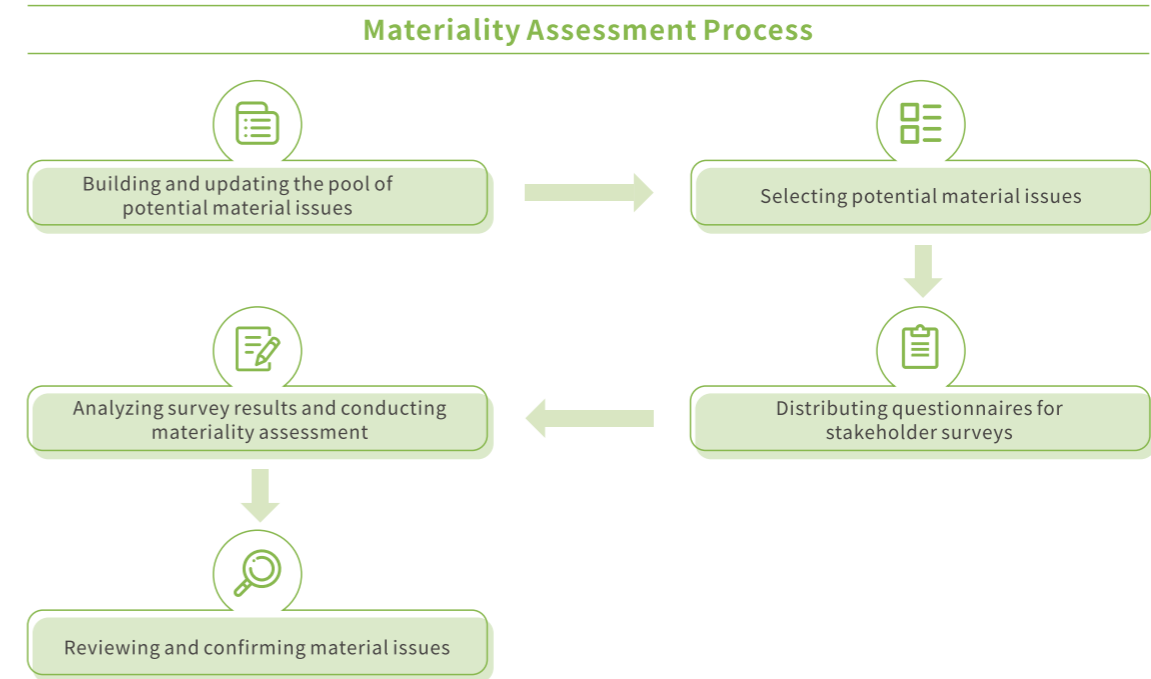 Materiality Assessment Process
Building and updating the pool of
potential material issues
Selecting potential material issues
Distributing questionnaires for
stakeholder surveys
Analyzing survey results and conducting
materiality assessment
Reviewing and confirming material issues